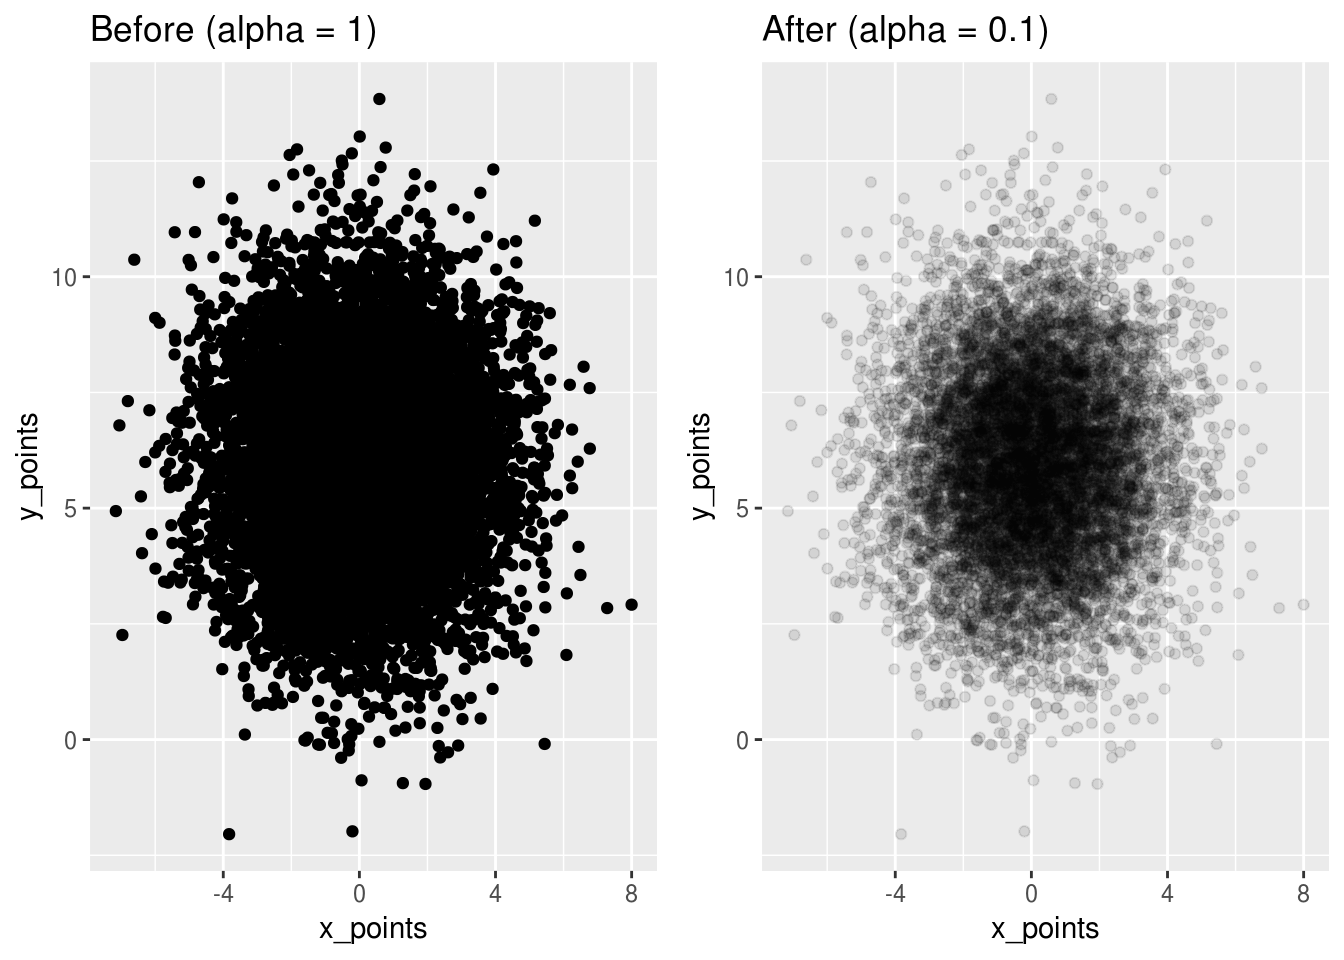 Before (alpha = 1)
y_points
10
5
0
-4 0 4 8
x_points
After (alpha = 0.1)
y_points
10
5
0
-4 0 4 8
x_points